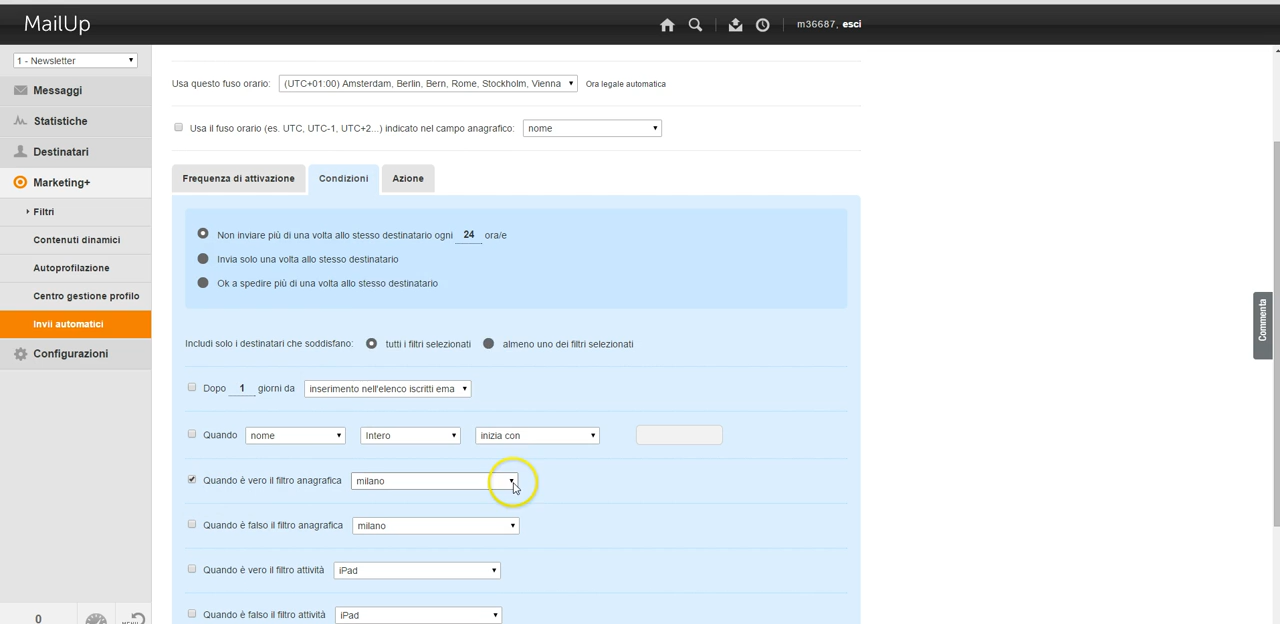 MailUp
m36687, esci
1 - Newsletter
Messaggi
Statistiche
Destinatari
Marketing+
Filtri
Contenuti dinamici
Autoprofilazione
Centro gestione profilo
Invii automatici
Configurazioni
0
MENU
Usa questo fuso orario: (UTC+01:00) Amsterdam, Berlin, Bern, Rome, Stockholm, Vienna Ora legale automatica
Usa il fuso orario (es. UTC, UTC-1, UTC+2...) indicato nel campo anagrafico: nome
Frequenza di attivazione Condizioni Azione
Non inviare più di una volta allo stesso destinatario ogni 24 ora/e
Invia solo una volta allo stesso destinatario
Ok a spedire più di una volta allo stesso destinatario
Includi solo i destinatari che soddisfano: tutti i filtri selezionati almeno uno dei filtri selezionati
Dopo 1 giorni da inserimento nell'elenco iscritti ema
Quando nome Intero inizia con
Quando è vero il filtro anagrafica milano
Quando è falso il filtro anagrafica milano
Quando è vero il filtro attività iPad
Quando è falso il filtro attività iPad
Commenta